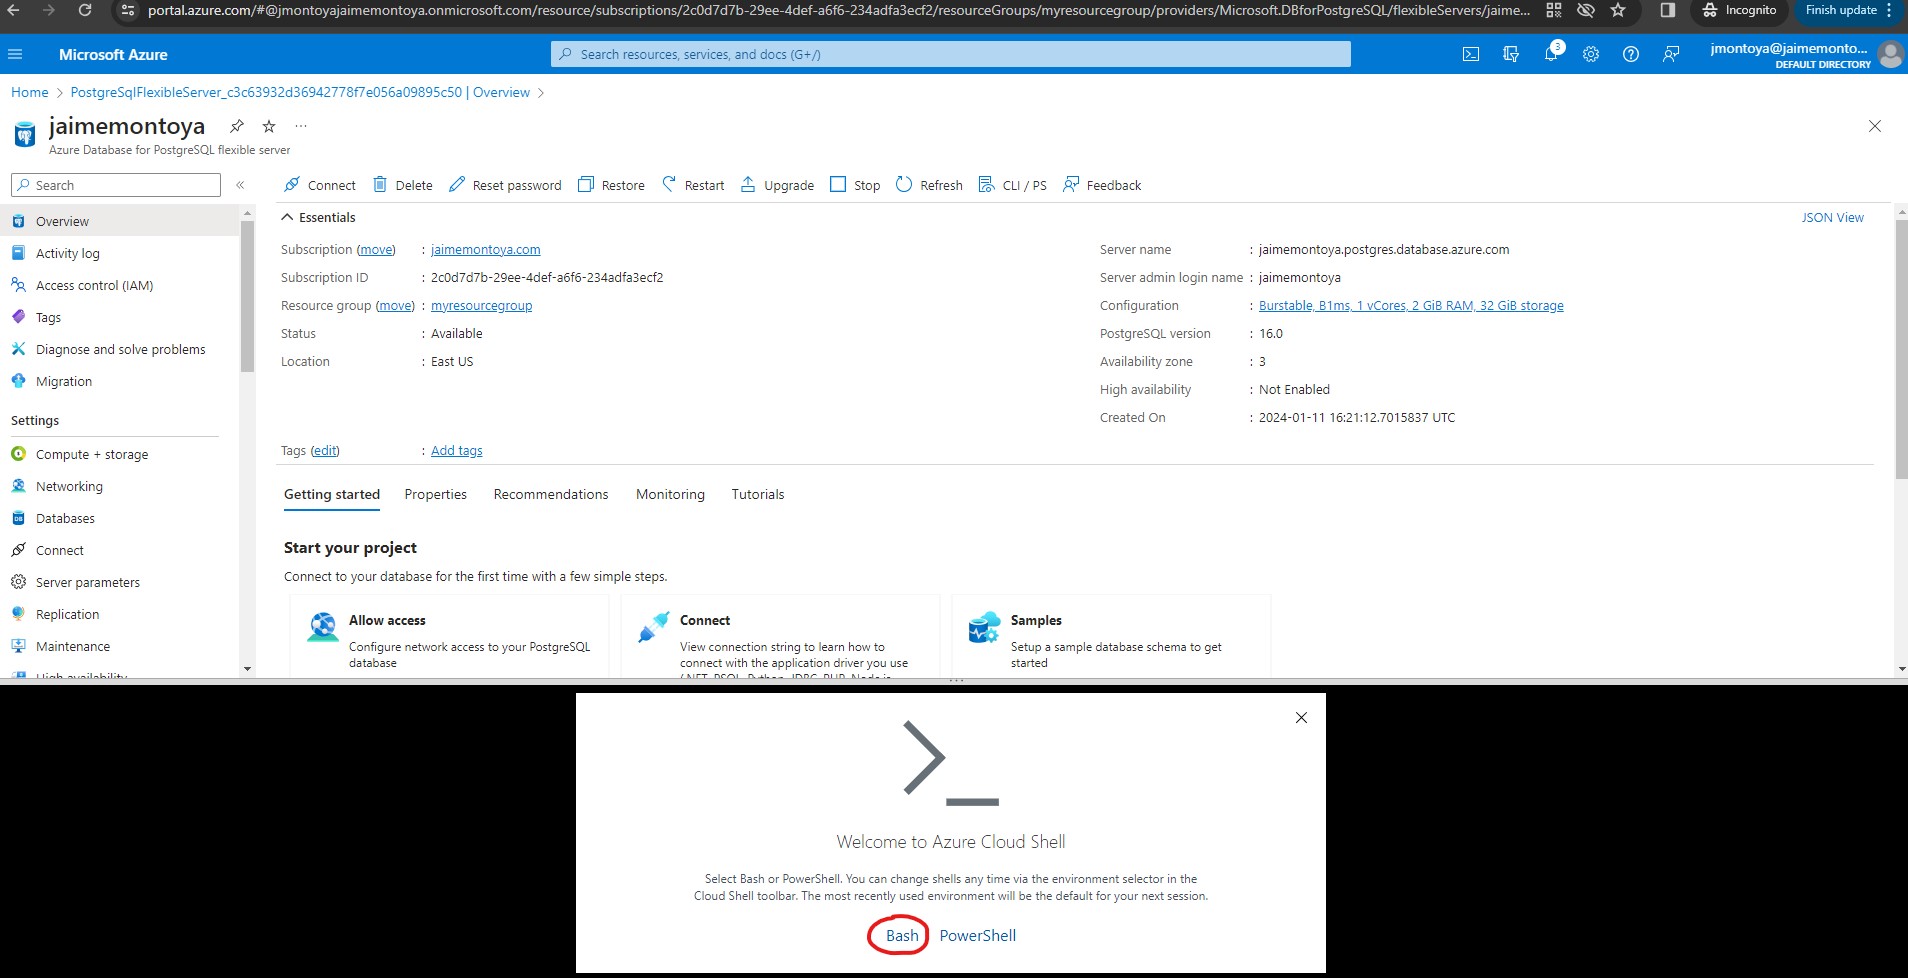 portal.azure.com/#@jmontoyajaimemontoya.onmicrosoft.com/resource/subscriptions/2c0d7d7b-29ee-4def-a6f6-234adfa3ecf2/resourceGroups/myresourcegroup/providers/Microsoft.DBforPostgreSQL/flexibleServers/jaime...
Incognito
Finish update
Microsoft Azure
Search resources, services, and docs (G+/)
3
jmontoya@jaimemonto...
DEFAULT DIRECTORY
Home > PostgreSqlFlexibleServer_c3c63932d36942778f7e056a09895c50 | Overview >
jaimemontoya
...
Azure Database for PostgreSQL flexible server
Search
«
Connect
Delete
Reset password
Restore
Restart
Upgrade
Stop
Refresh
CLI / PS
Feedback
Overview
Activity log
Access control (IAM)
Tags
Diagnose and solve problems
Migration
Settings
Compute + storage
Networking
Databases
Connect
Server parameters
Replication
Maintenance
High availability
Essentials
JSON View
Subscription (move) : jaimemontoya.com
Subscription ID : 2c0d7d7b-29ee-4def-a6f6-234adfa3ecf2
Resource group (move) : myresourcegroup
Status : Available
Location : East US
Server name : jaimemontoya.postgres.database.azure.com
Server admin login name : jaimemontoya
Configuration : Burstable, B1ms, 1 vCores, 2 GiB RAM, 32 GiB storage
PostgreSQL version : 16.0
Availability zone : 3
High availability : Not Enabled
Created On : 2024-01-11 16:21:12.7015837 UTC
Tags (edit) : Add tags
Getting started
Properties
Recommendations
Monitoring
Tutorials
Start your project
Connect to your database for the first time with a few simple steps.
Allow access
Configure network access to your PostgreSQL
database
Connect
View connection string to learn how to
connect with the application driver you use
(.NET, PSQL, Python, JDBC, PHP, Node.js
Samples
Setup a sample database schema to get
started
Welcome to Azure Cloud Shell
Select Bash or PowerShell. You can change shells any time via the environment selector in the
Cloud Shell toolbar. The most recently used environment will be the default for your next session.
Bash
PowerShell